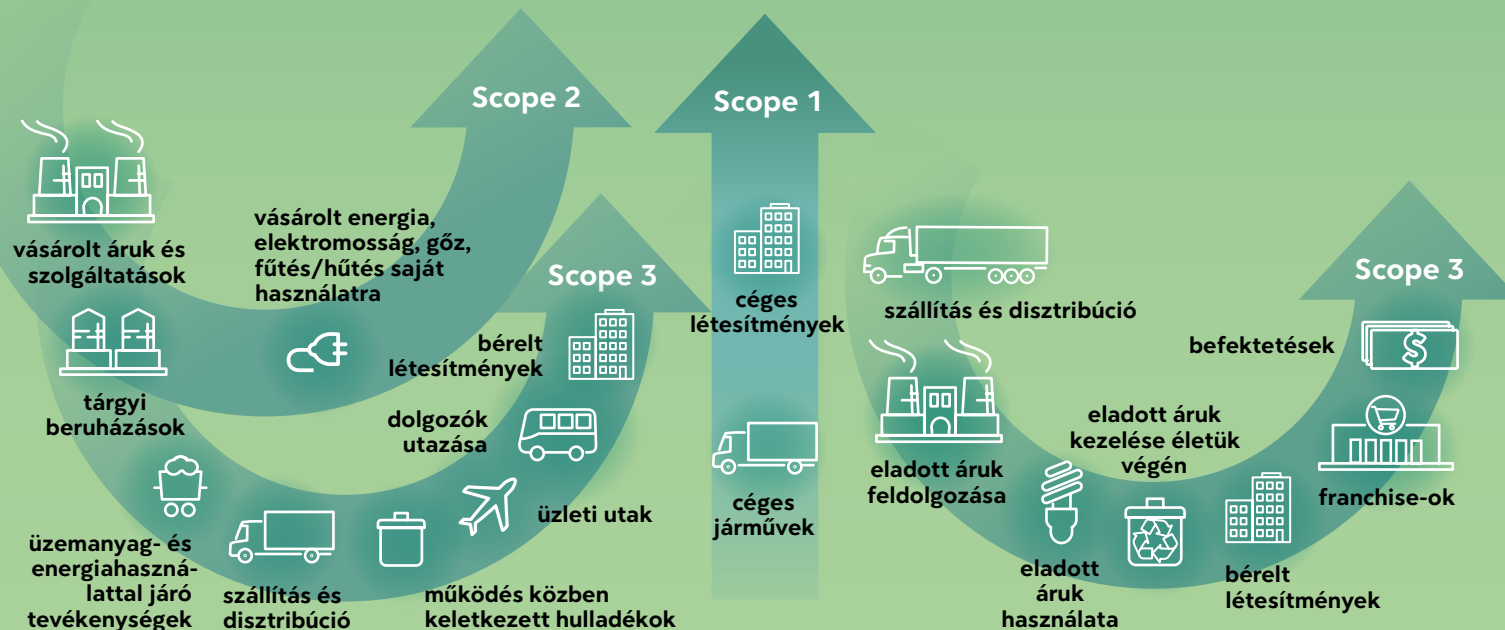 Scope 2
vásárolt áruk és
szolgáltatások
vásárolt energia,
elektromosság, gőz,
fűtés/hűtés saját
használatra
Scope 3
tárgyi
beruházások
üzemanyag- és
energiahaszná-
lattal járó
tevékenységek
szállítás és
disztribúció
működés közben
keletkezett hulladékok
üzleti utak
dolgozók
utazása
bérelt
létesítmények
Scope 1
céges
létesítmények
céges
járművek
Scope 3
szállítás és disztribúció
eladott áruk
feldolgozása
eladott
áruk
használata
eladott áruk
kezelése életük
végén
bérelt
létesítmények
franchise-ok
befektetések
$